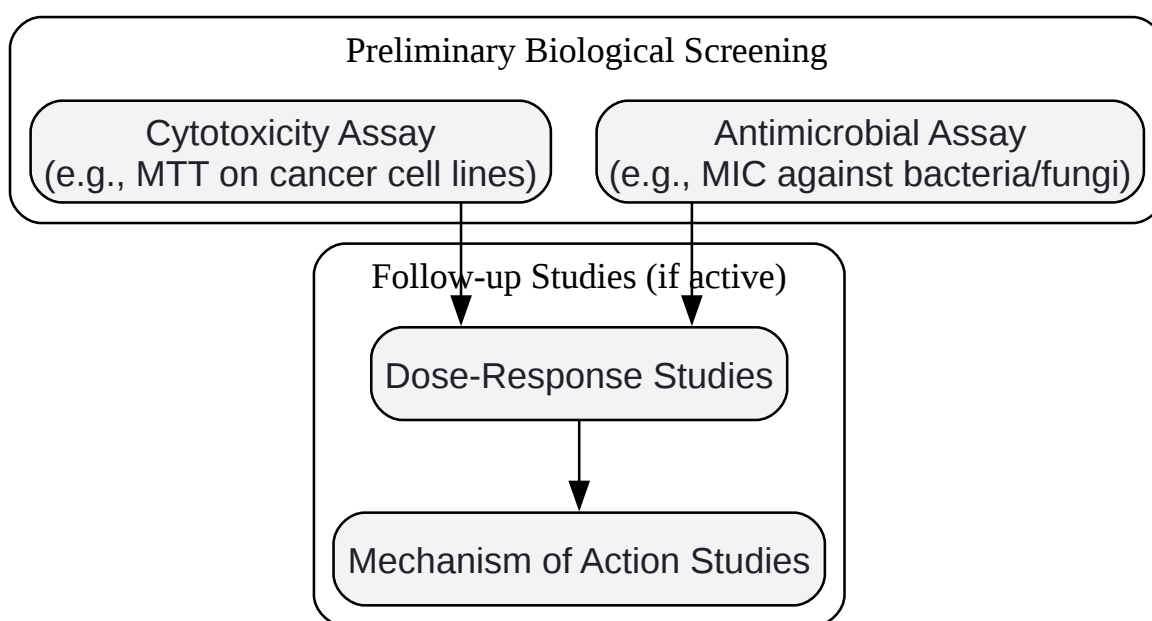 Preliminary Biological Screening
Cytotoxicity Assay
(e.g., MTT on cancer cell lines)
Antimicrobial Assay
(e.g., MIC against bacteria/fungi)
Follow-up Studies (if active)
Dose-Response Studies
Mechanism of Action Studies